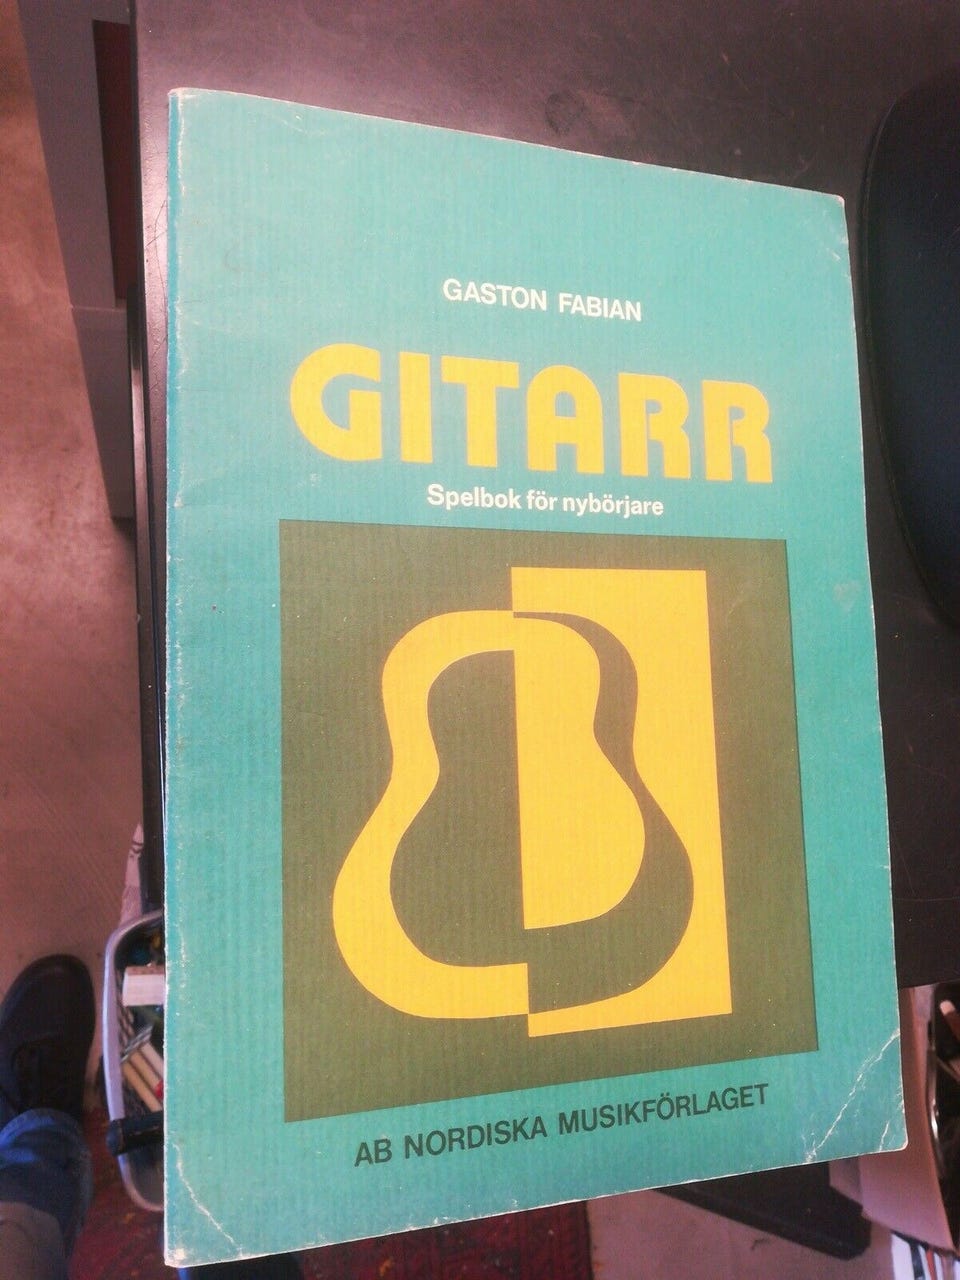 GASTON FABIAN
GITARR
Spelbok för nybörjare
AB NORDISKA MUSIKFÖRLAGET